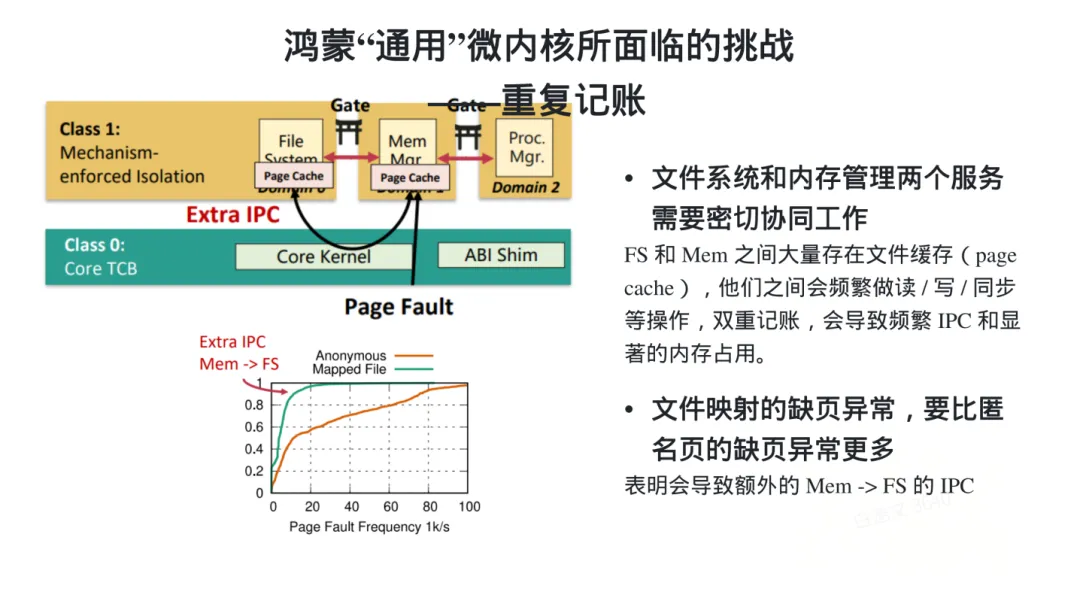 鸿蒙“通用”微内核所面临的挑战
——重复记账
Gate
Gate
Class 1:
Mechanism-
enforced Isolation
File
System
Page Cache
Domain 0
Mem
Mgr.
Page Cache
Domain 1
Proc.
Mgr.
Domain 2
Extra IPC
Class 0:
Core TCB
Core Kernel
ABI Shim
Page Fault
Extra IPC
Mem -> FS
Anonymous
Mapped File
1
0.8
0.6
0.4
0.2
0
0 20 40 60 80 100
Page Fault Frequency 1k/s
• 文件系统和内存管理两个服务
需要密切协同工作
FS 和 Mem 之间大量存在文件缓存（page
cache），他们之间会频繁做读 / 写 / 同步
等操作，双重记账，会导致频繁 IPC 和显
著的内存占用。
• 文件映射的缺页异常，要比匿
名页的缺页异常更多
表明会导致额外的 Mem -> FS 的 IPC